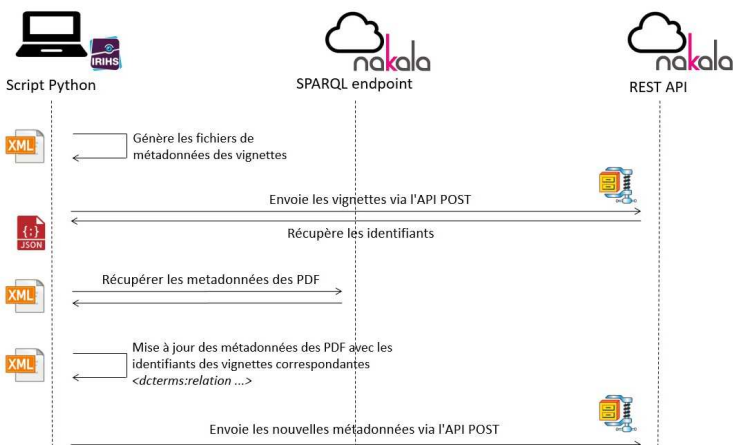 IRIHS
nakala
nakala
Script Python
SPARQL endpoint
REST API
XML
Génère les fichiers de
métadonnées des vignettes
Envoie les vignettes via l'API POST
{;}
JSON
Récupère les identifiants
XML
Récupérer les metadonnées des PDF
XML
Mise à jour des métadonnées des PDF avec les
identifiants des vignettes correspondantes
<dcterms:relation ...>
Envoie les nouvelles métadonnées via l'API POST